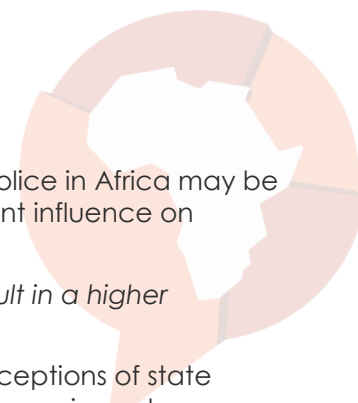 olice in Africa may be
nt influence on
ult in a higher
ceptions of state